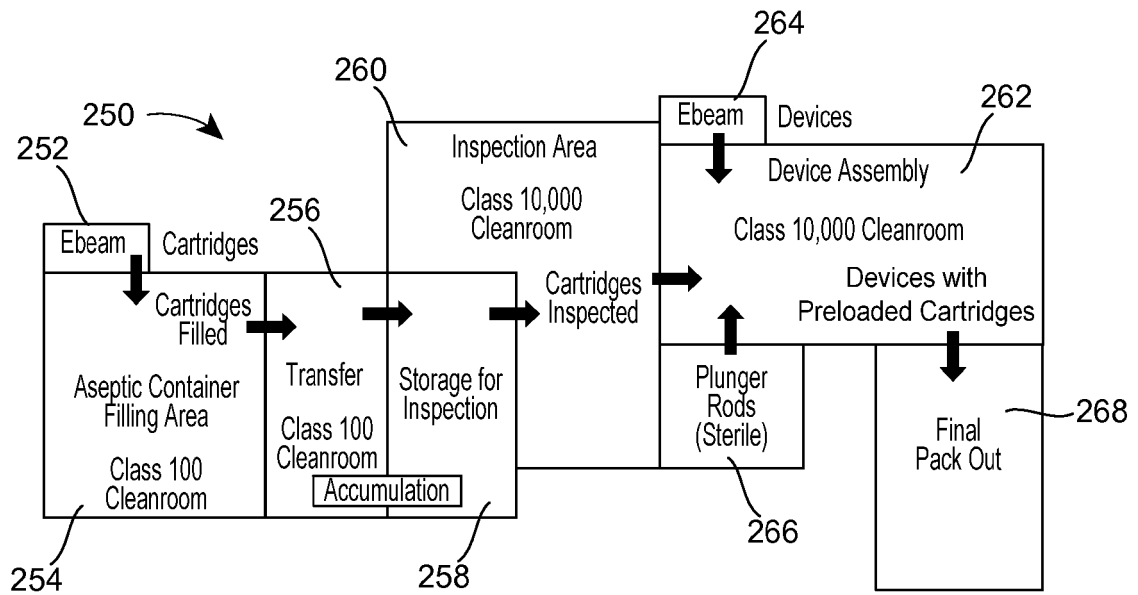 264
260
262
Ebeam
Devices
250
252
Inspection Area
Device Assembly
256
Class 10,000
Cleanroom
Class 10,000 Cleanroom
Ebeam
Cartridges
Cartridges
Filled
Cartridges
Inspected
Devices with
Preloaded Cartridges
Aseptic Container
Filling Area
Class 100
Cleanroom
Transfer
Class 100
Cleanroom
Storage for
Inspection
Accumulation
Plunger
Rods
(Sterile)
Final
Pack Out
268
254
258
266